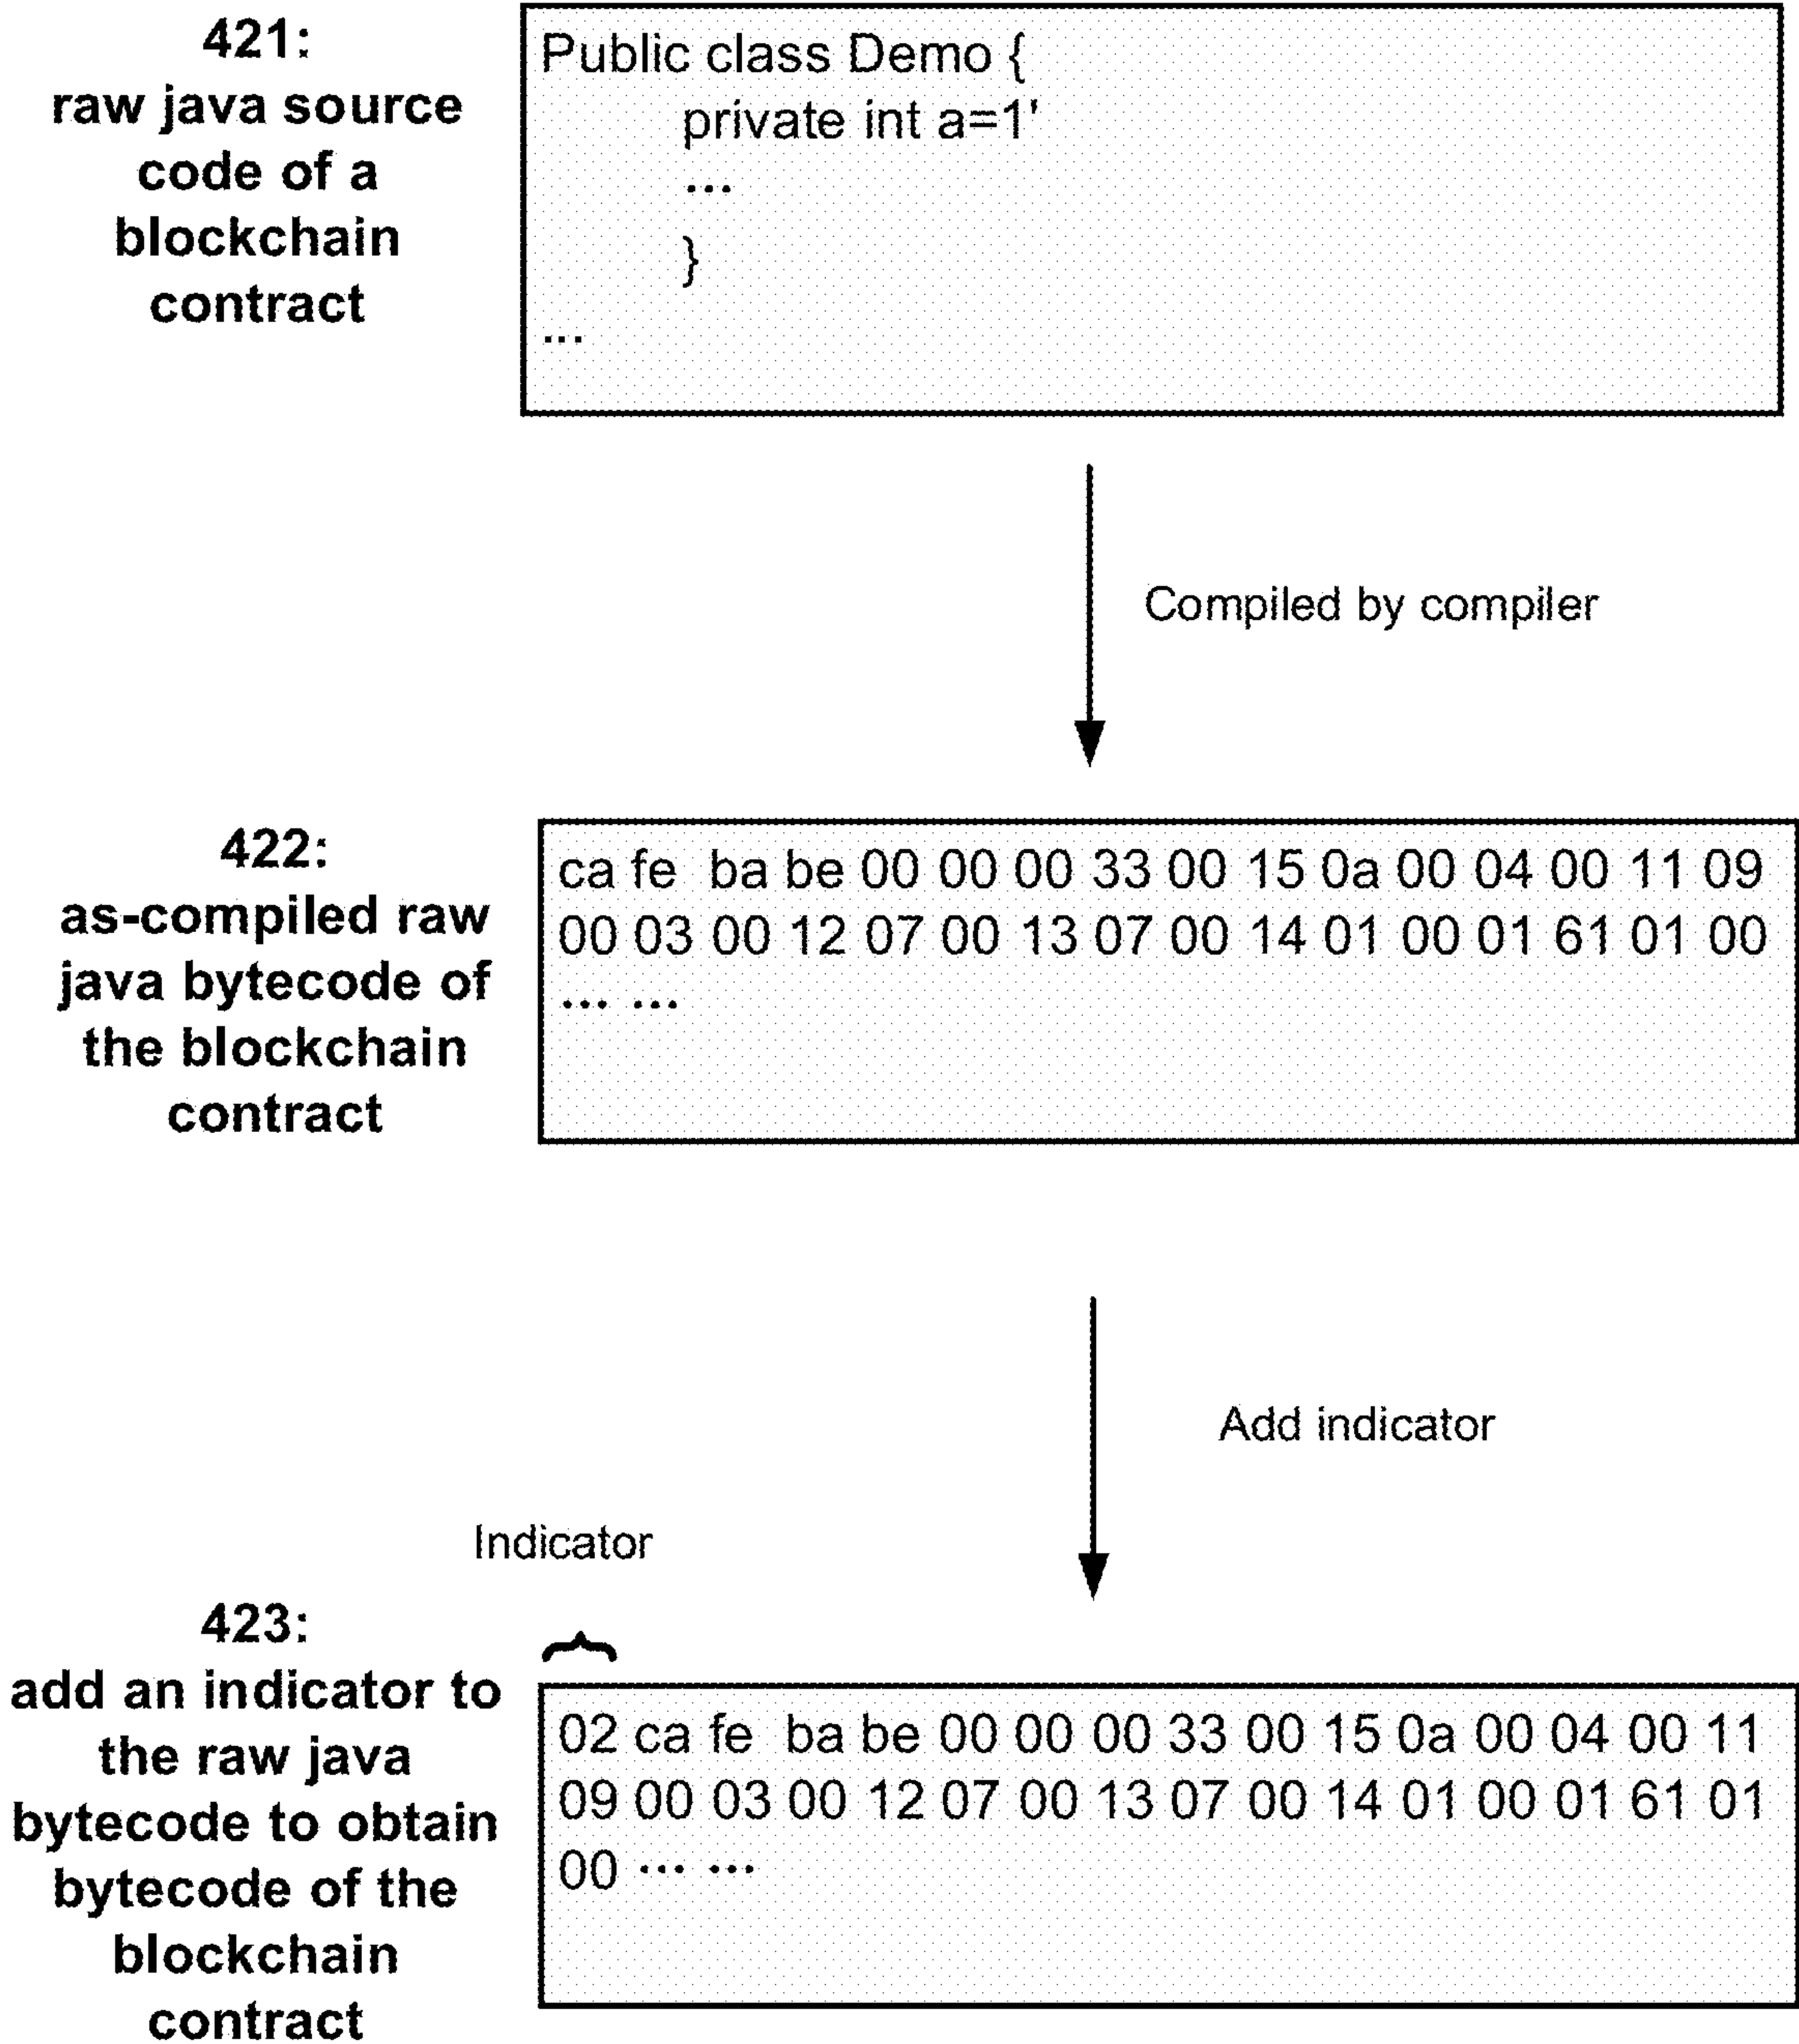 421:
raw java source
code of a
blockchain
contract
Public class Demo {
private int a=1'
...
}
...
Compiled by compiler
422:
as-compiled raw
java bytecode of
the blockchain
contract
ca fe ba be 00 00 00 33 00 15 0a 00 04 00 11 09
00 03 00 12 07 00 13 07 00 14 01 00 01 61 01 00
... ...
Add indicator
Indicator
423:
add an indicator to
the raw java
bytecode to obtain
bytecode of the
blockchain
contract
02 ca fe ba be 00 00 00 33 00 15 0a 00 04 00 11
09 00 03 00 12 07 00 13 07 00 14 01 00 01 61 01
00 ... ...